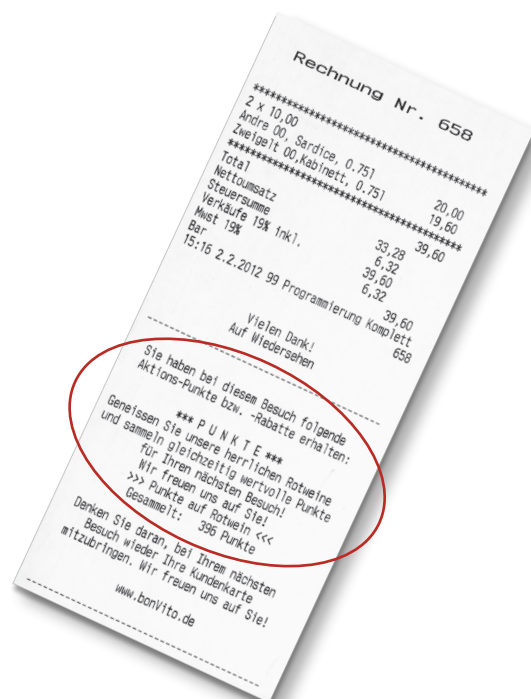 Rechnung Nr. 658
******************************************
2 x 10,00
Andre 00, Sardice, 0.75l 20,00
Zweigelt 00,Kabinett, 0.75l 19,60
******************************************
Total 39,60
Nettoumsatz 33,28
Steuersumme 6,32
Verkäufe 19% inkl. 39,60
Mwst 19% 6,32
Bar 39,60
15:16 2.2.2012 99 Programmierung Komplett
658
Vielen Dank!
Auf Wiedersehen
Sie haben bei diesem Besuch folgende
Aktions-Punkte bzw. -Rabatte erhalten:
*** P U N K T E ***
Geneissen Sie unsere herrlichen Rotweine
und sammeln gleichzeitig wertvolle Punkte
für Ihren nächsten Besuch!
Wir freuen uns auf Sie!
>>> Punkte auf Rotwein <<<
Gesammelt: 396 Punkte
Denken Sie daran, bei Ihrem nächsten
Besuch wieder Ihre Kundenkarte
mitzubringen. Wir freuen uns auf Sie!
www.bonVito.de